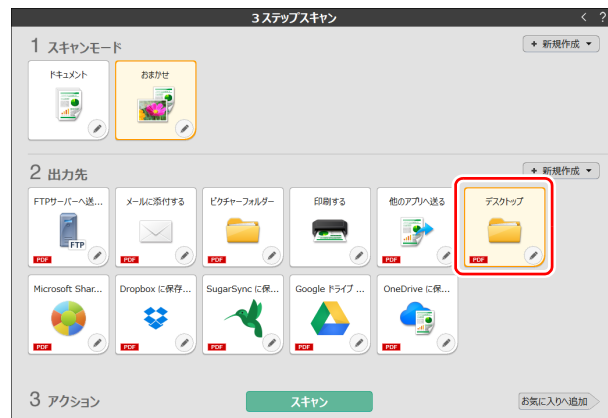 3ステップスキャン
< ?
1 スキャンモード
+ 新規作成
ドキュメント
おまかせ
2 出力先
+ 新規作成
FTPサーバーへ送...
メールに添付する
ピクチャーフォルダー
印刷する
他のアプリへ送る
デスクトップ
FTP
PDF
PDF
PDF
PDF
PDF
Microsoft Shar...
Dropbox に保存...
SugarSync に保...
Google ドライブ ...
OneDrive に保...
PDF
PDF
PDF
PDF
PDF
3 アクション
スキャン
お気に入りへ追加